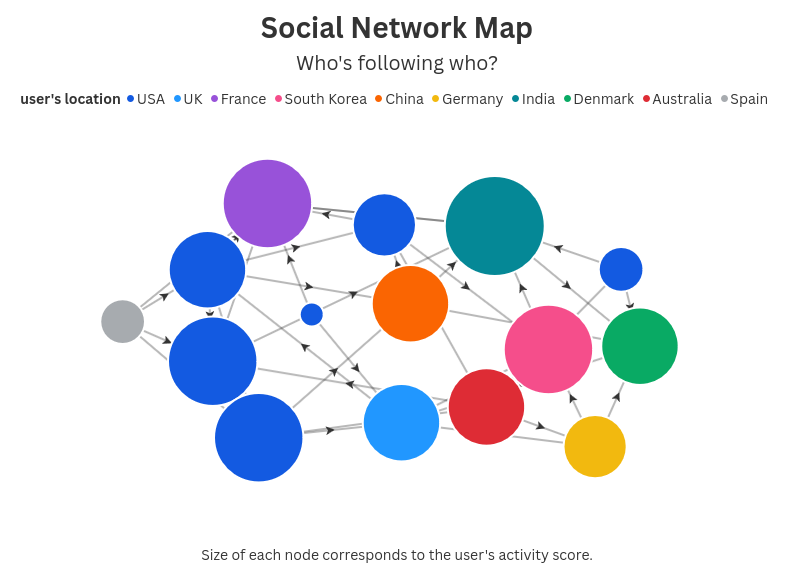 Social Network Map
Who's following who?
user's location USA UK France South Korea China Germany India Denmark Australia Spain
Size of each node corresponds to the user's activity score.